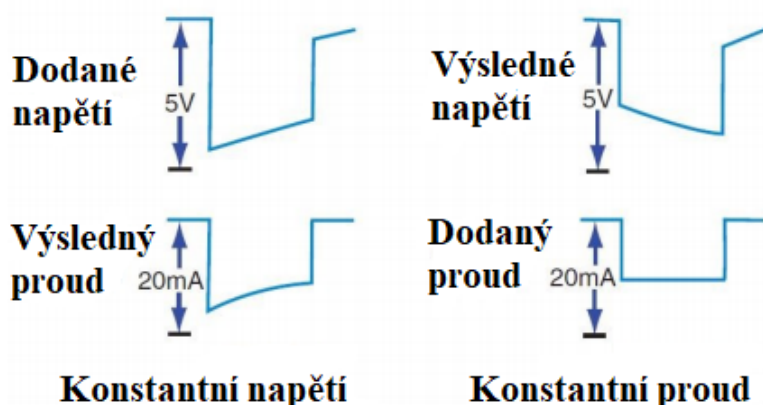 Dodané
napětí
5V
Výsledné
napětí
5V
Výsledný
proud
20mA
Dodaný
proud
20mA
Konstantní napětí
Konstantní proud